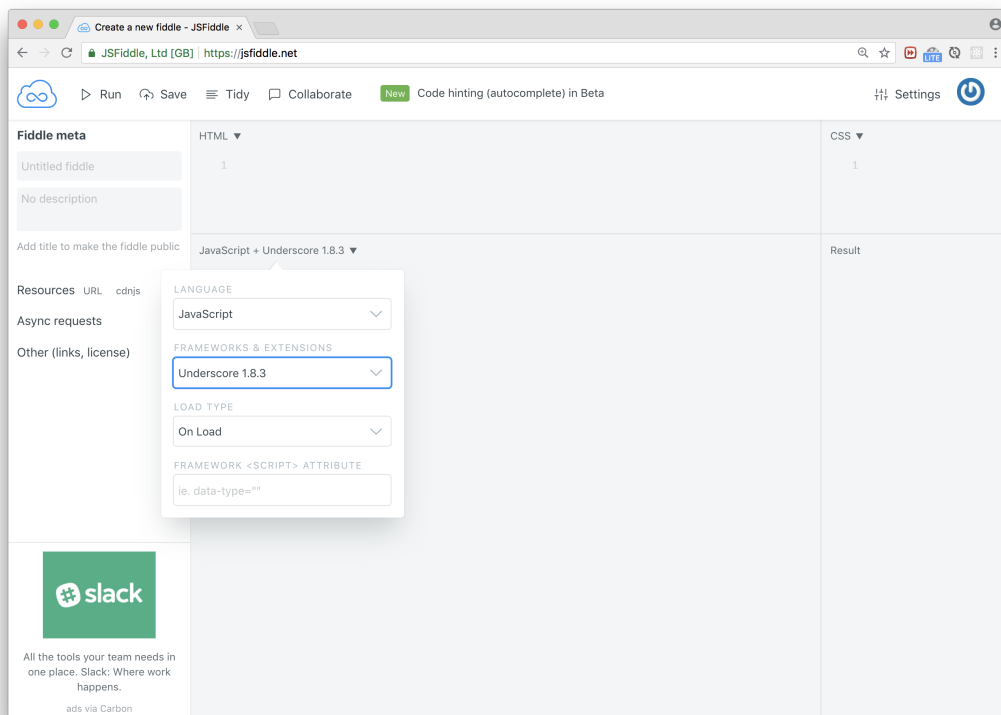 Create a new fiddle - JSFiddle ×
JSFiddle, Ltd [GB] https://jsfiddle.net
LITE
Run Save Tidy Collaborate New Code hinting (autocomplete) in Beta Settings
Fiddle meta
Untitled fiddle
No description
Add title to make the fiddle public
Resources URL cdnjs
Async requests
Other (links, license)
HTML ▼
1
CSS ▼
1
JavaScript + Underscore 1.8.3 ▼
Result
LANGUAGE
JavaScript
FRAMEWORKS & EXTENSIONS
Underscore 1.8.3
LOAD TYPE
On Load
FRAMEWORK <SCRIPT> ATTRIBUTE
ie. data-type=""
slack
All the tools your team needs in
one place. Slack: Where work
happens.
ads via Carbon